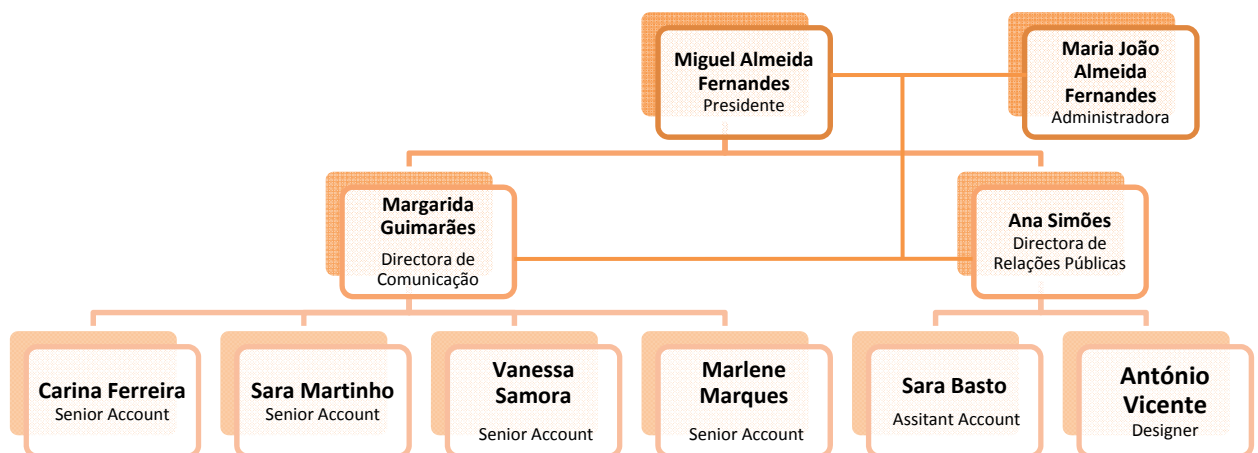 Miguel Almeida
Fernandes
Presidente
Maria João
Almeida
Fernandes
Administradora
Margarida
Guimarães
Directora de
Comunicação
Ana Simões
Directora de
Relações Públicas
Carina Ferreira
Senior Account
Sara Martinho
Senior Account
Vanessa
Samora
Senior Account
Marlene
Marques
Senior Account
Sara Basto
Assitant Account
António
Vicente
Designer